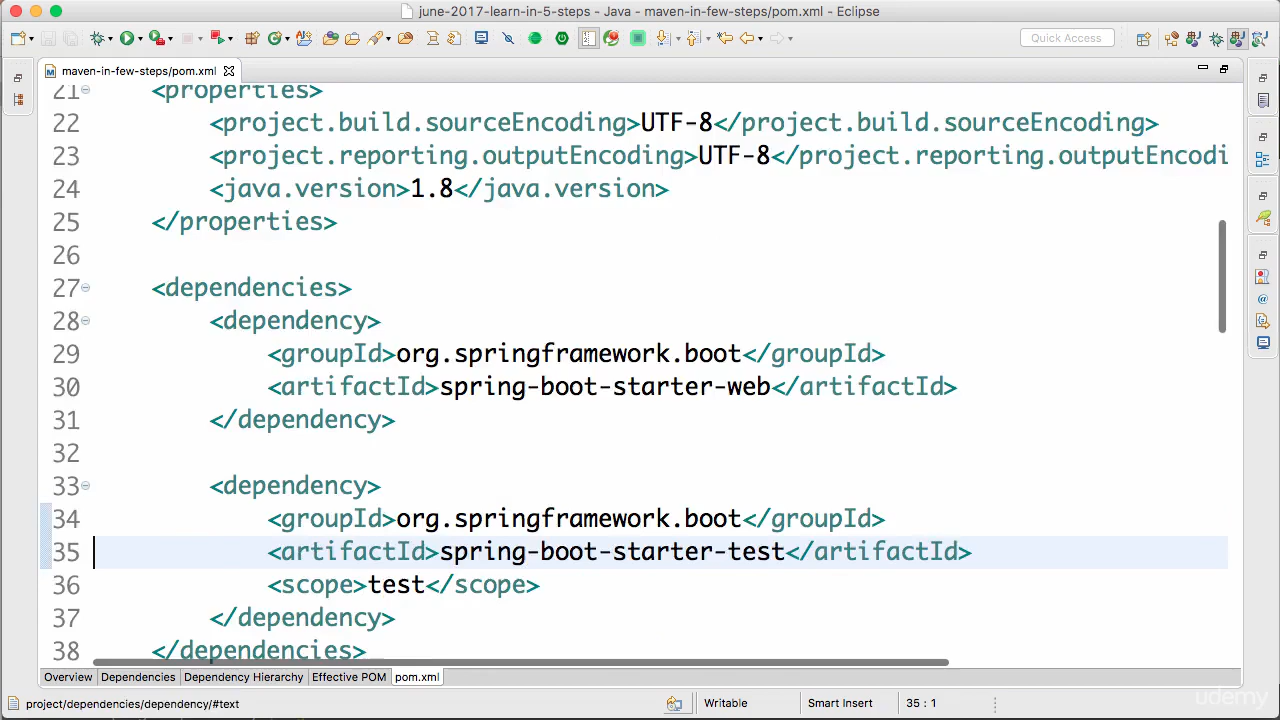 june-2017-learn-in-5-steps - Java - maven-in-few-steps/pom.xml - Eclipse
Quick Access
maven-in-few-steps/pom.xml
21 <properties>
22 <project.build.sourceEncoding>UTF-8</project.build.sourceEncoding>
23 <project.reporting.outputEncoding>UTF-8</project.reporting.outputEncodi
24 <java.version>1.8</java.version>
25 </properties>
26
27 <dependencies>
28 <dependency>
29 <groupId>org.springframework.boot</groupId>
30 <artifactId>spring-boot-starter-web</artifactId>
31 </dependency>
32
33 <dependency>
34 <groupId>org.springframework.boot</groupId>
35 <artifactId>spring-boot-starter-test</artifactId>
36 <scope>test</scope>
37 </dependency>
38 </dependencies>
Overview Dependencies Dependency Hierarchy Effective POM pom.xml
project/dependencies/dependency/#text Writable Smart Insert 35 : 1
udemy